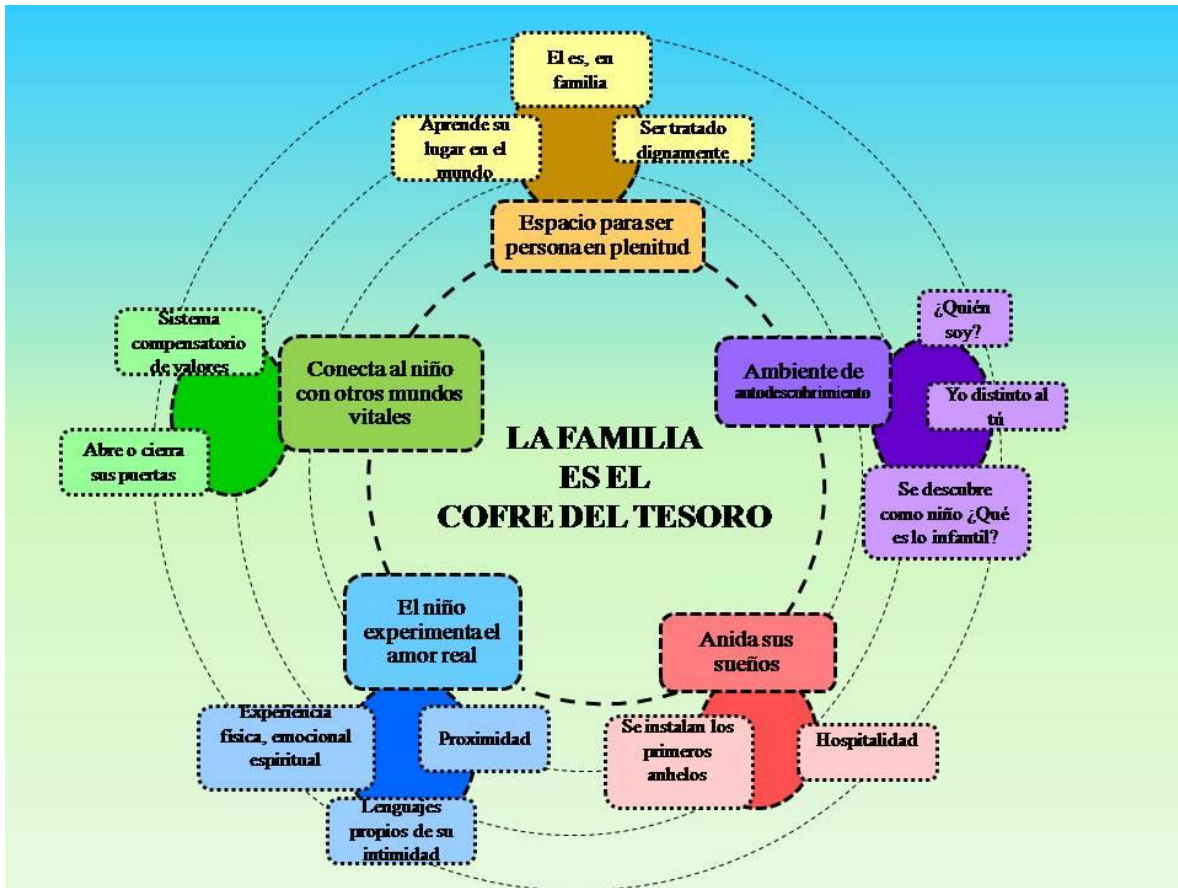 El es, en
familia
Aprende su
lugar en el
mundo
Ser tratado
dignamente
Espacio para ser
persona en plenitud
¿Quién
soy?
Yo distinto al
tú
Se descubre
como niño ¿Qué
es lo infantil?
Ambiente de
autodescubrimiento
Sistema
compensatorio
de valores
Abre o cierra
sus puertas
Conecta al niño
con otros mundos
vitales
LA FAMILIA
ES EL
COFRE DEL TESORO
El niño
experimenta el
amor real
Experiencia
física, emocional
espiritual
Proximidad
Lenguajes
propios de su
intimidad
Anida sus
sueños
Se instalan los
primeros
anhelos
Hospitalidad